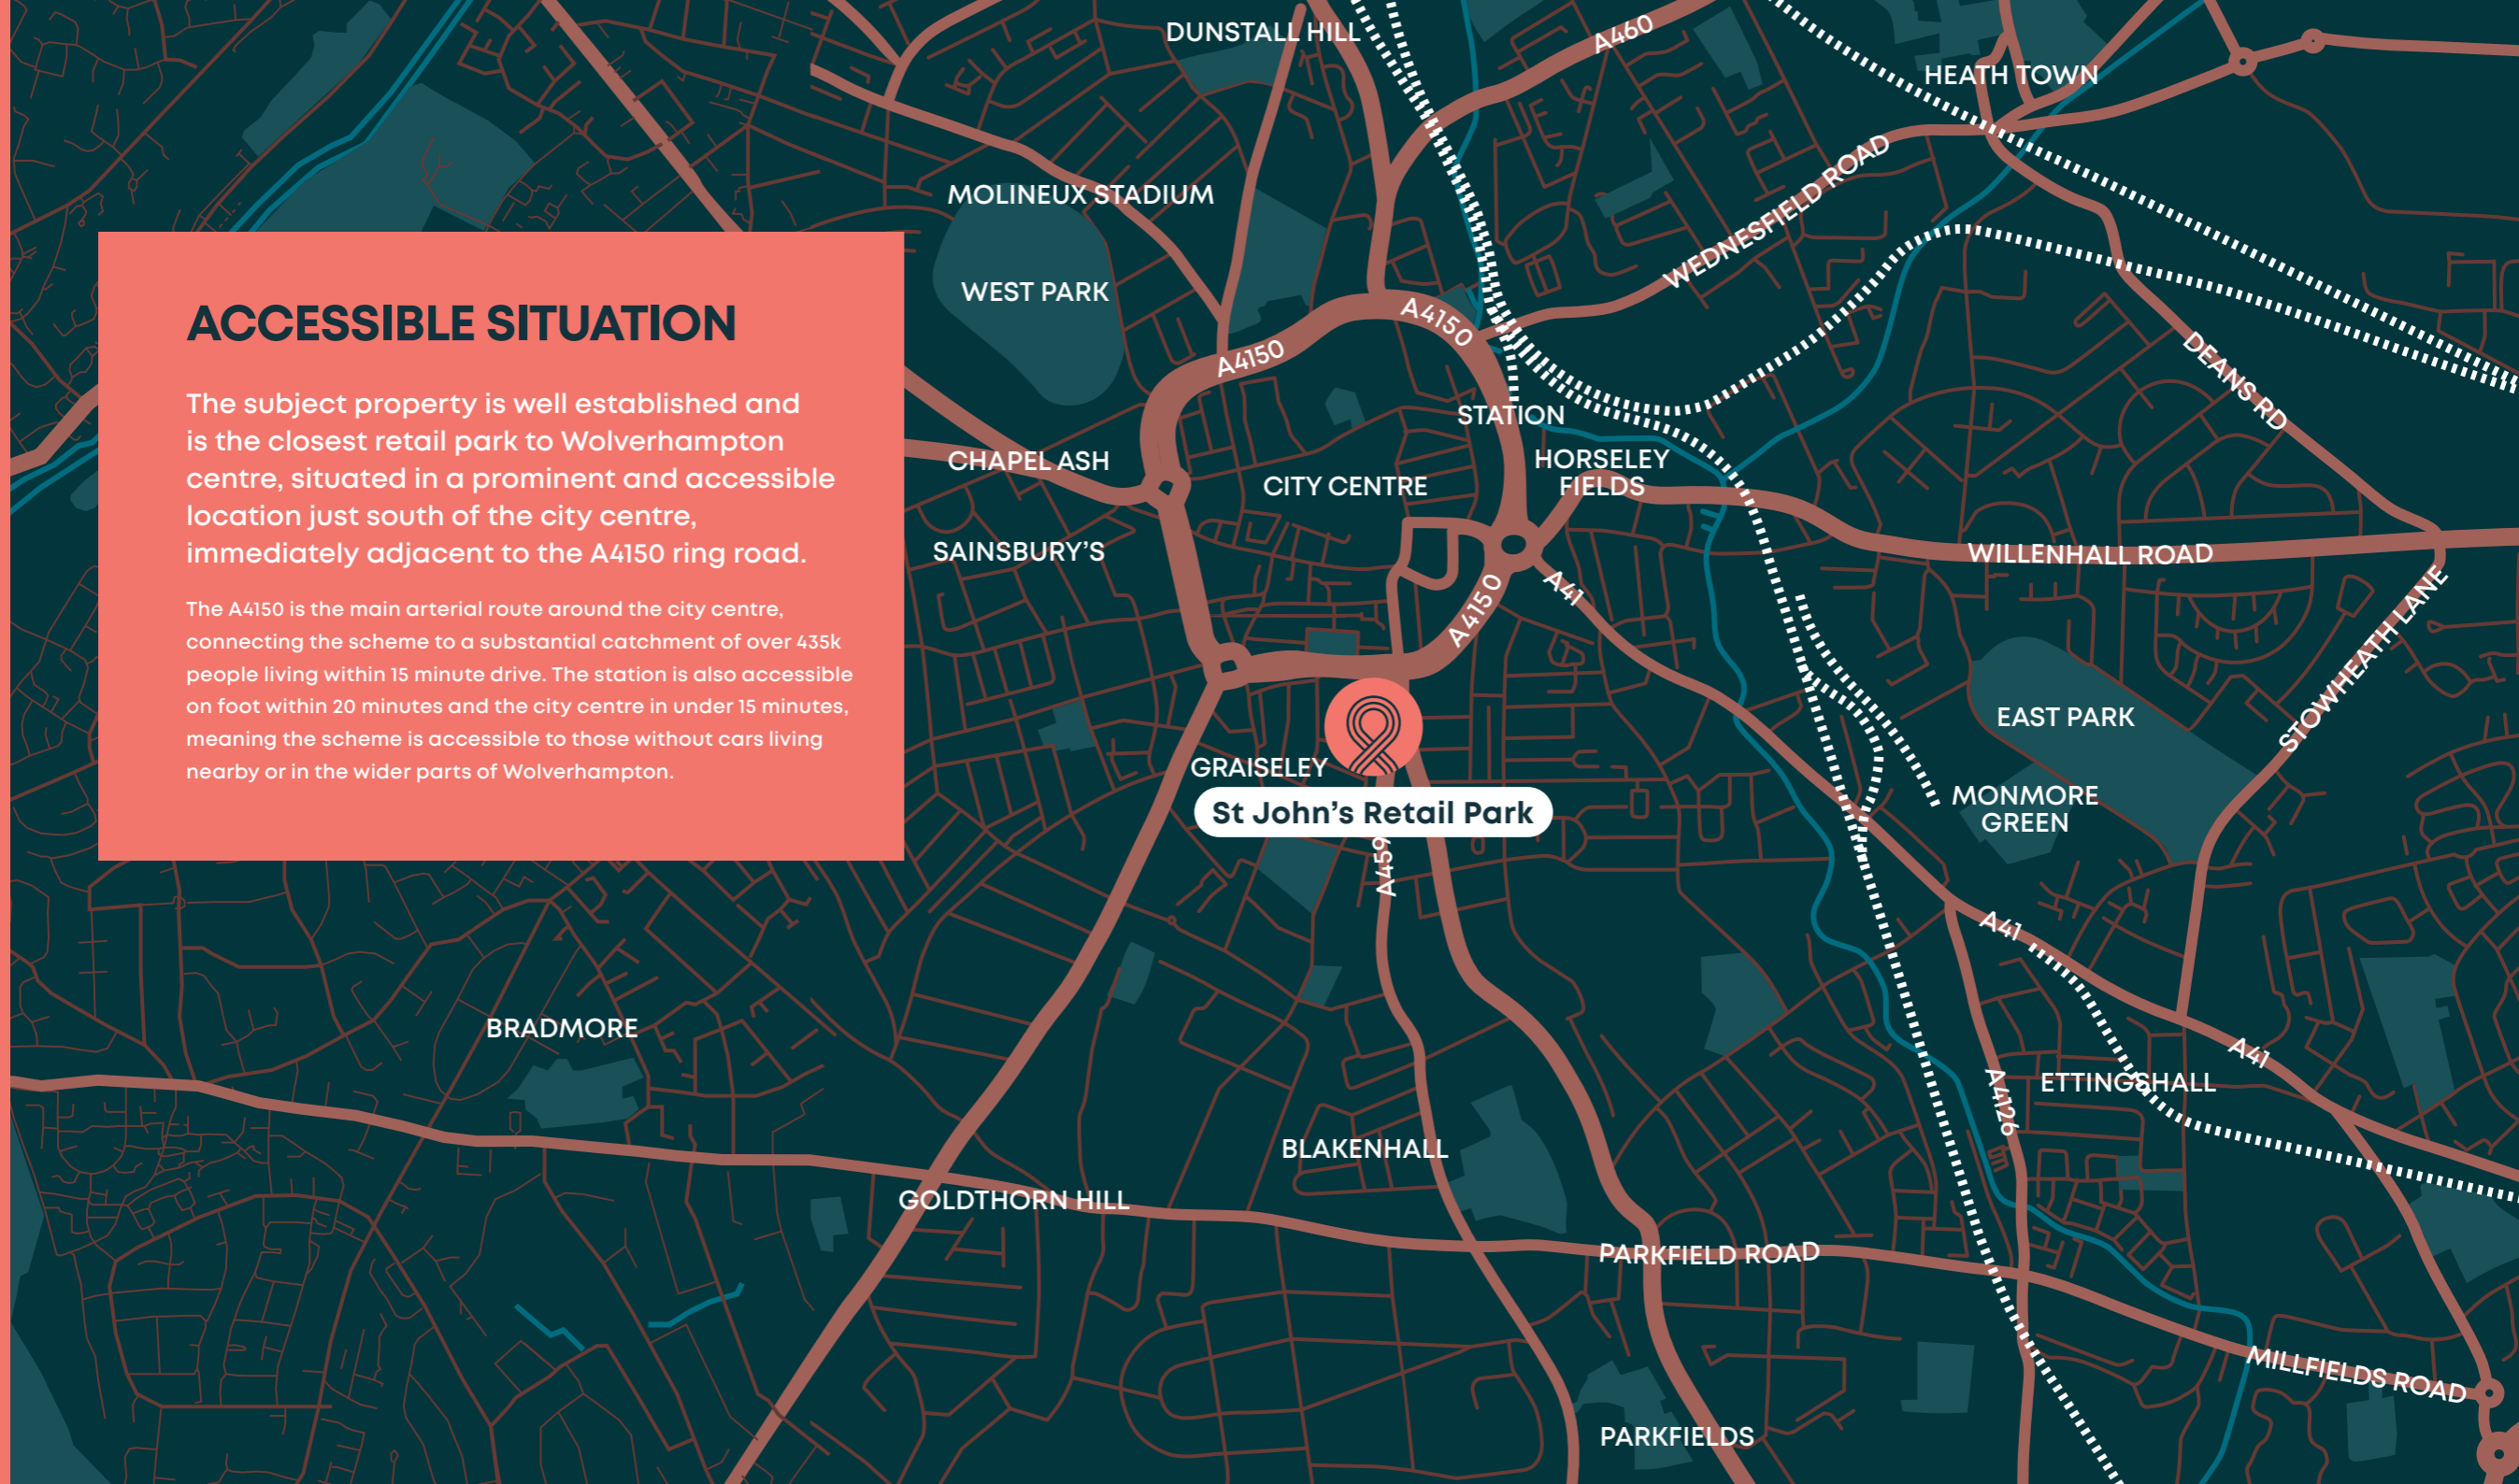 DUNSTALL HILL
A460
HEATH TOWN
MOLINEUX STADIUM
WEDNESFIELD ROAD
WEST PARK
A4150
A4150
DEANS RD
STATION
CHAPEL ASH
HORSELEY
FIELDS
CITY CENTRE
SAINSBURY'S
WILLENHALL ROAD
A41
A4150
STOWHEATH LANE
EAST PARK
GRAISELEY
St John's Retail Park
MONMORE
GREEN
A459
A41
A41
ETTINGSHALL
A4126
BRADMORE
BLAKENHALL
GOLDTHORN HILL
PARKFIELD ROAD
MILLFIELDS ROAD
PARKFIELDS
ACCESSIBLE SITUATION
The subject property is well established and
is the closest retail park to Wolverhampton
centre, situated in a prominent and accessible
location just south of the city centre,
immediately adjacent to the A4150 ring road.
The A4150 is the main arterial route around the city centre,
connecting the scheme to a substantial catchment of over 435k
people living within 15 minute drive. The station is also accessible
on foot within 20 minutes and the city centre in under 15 minutes,
meaning the scheme is accessible to those without cars living
nearby or in the wider parts of Wolverhampton.